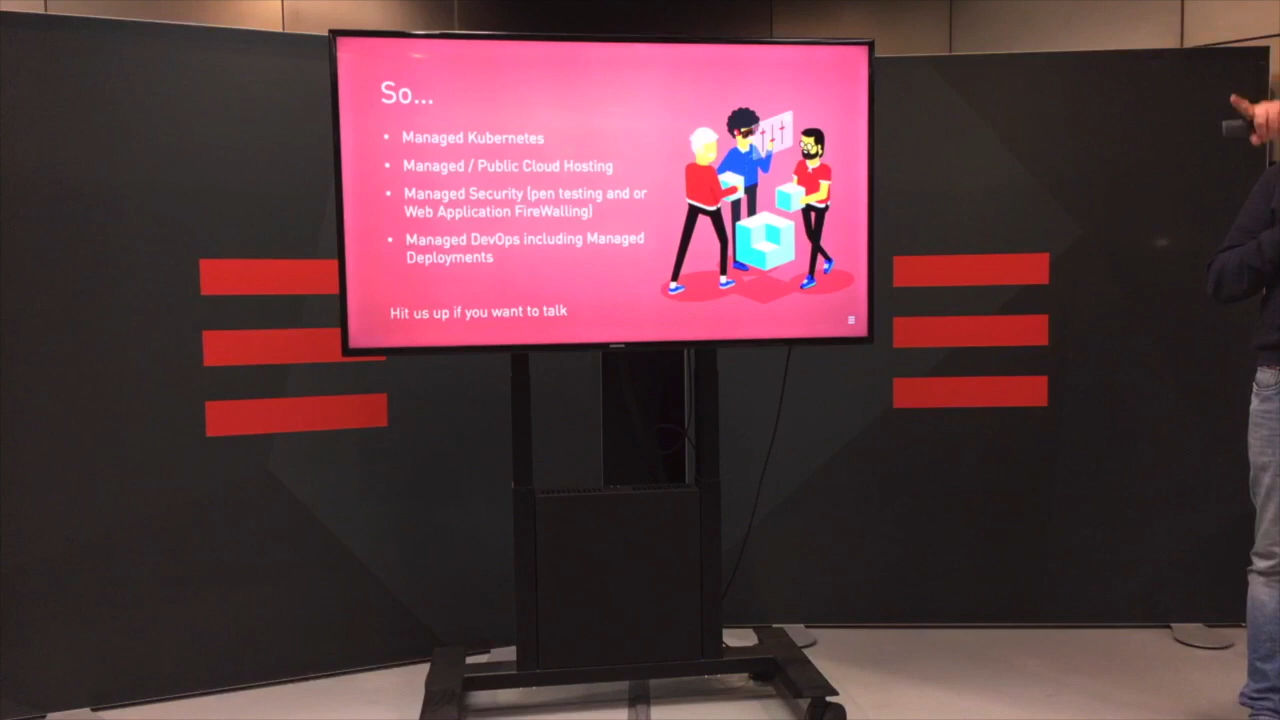 So...
• Managed Kubernetes
• Managed / Public Cloud Hosting
• Managed Security (pen testing and or
Web Application FireWalling)
• Managed DevOps including Managed
Deployments
Hit us up if you want to talk